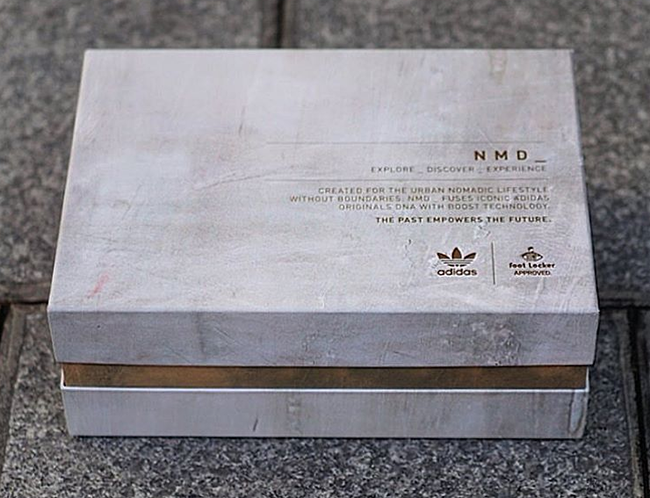 NMD_
EXPLORE _ DISCOVER _ EXPERIENCE
CREATED FOR THE URBAN NOMADIC LIFESTYLE
WITHOUT BOUNDARIES. NMD_ FUSES ICONIC ADIDAS
ORIGINALS DNA WITH BOOST TECHNOLOGY.
THE PAST EMPOWERS THE FUTURE.
adidas
Foot Locker
APPROVED.